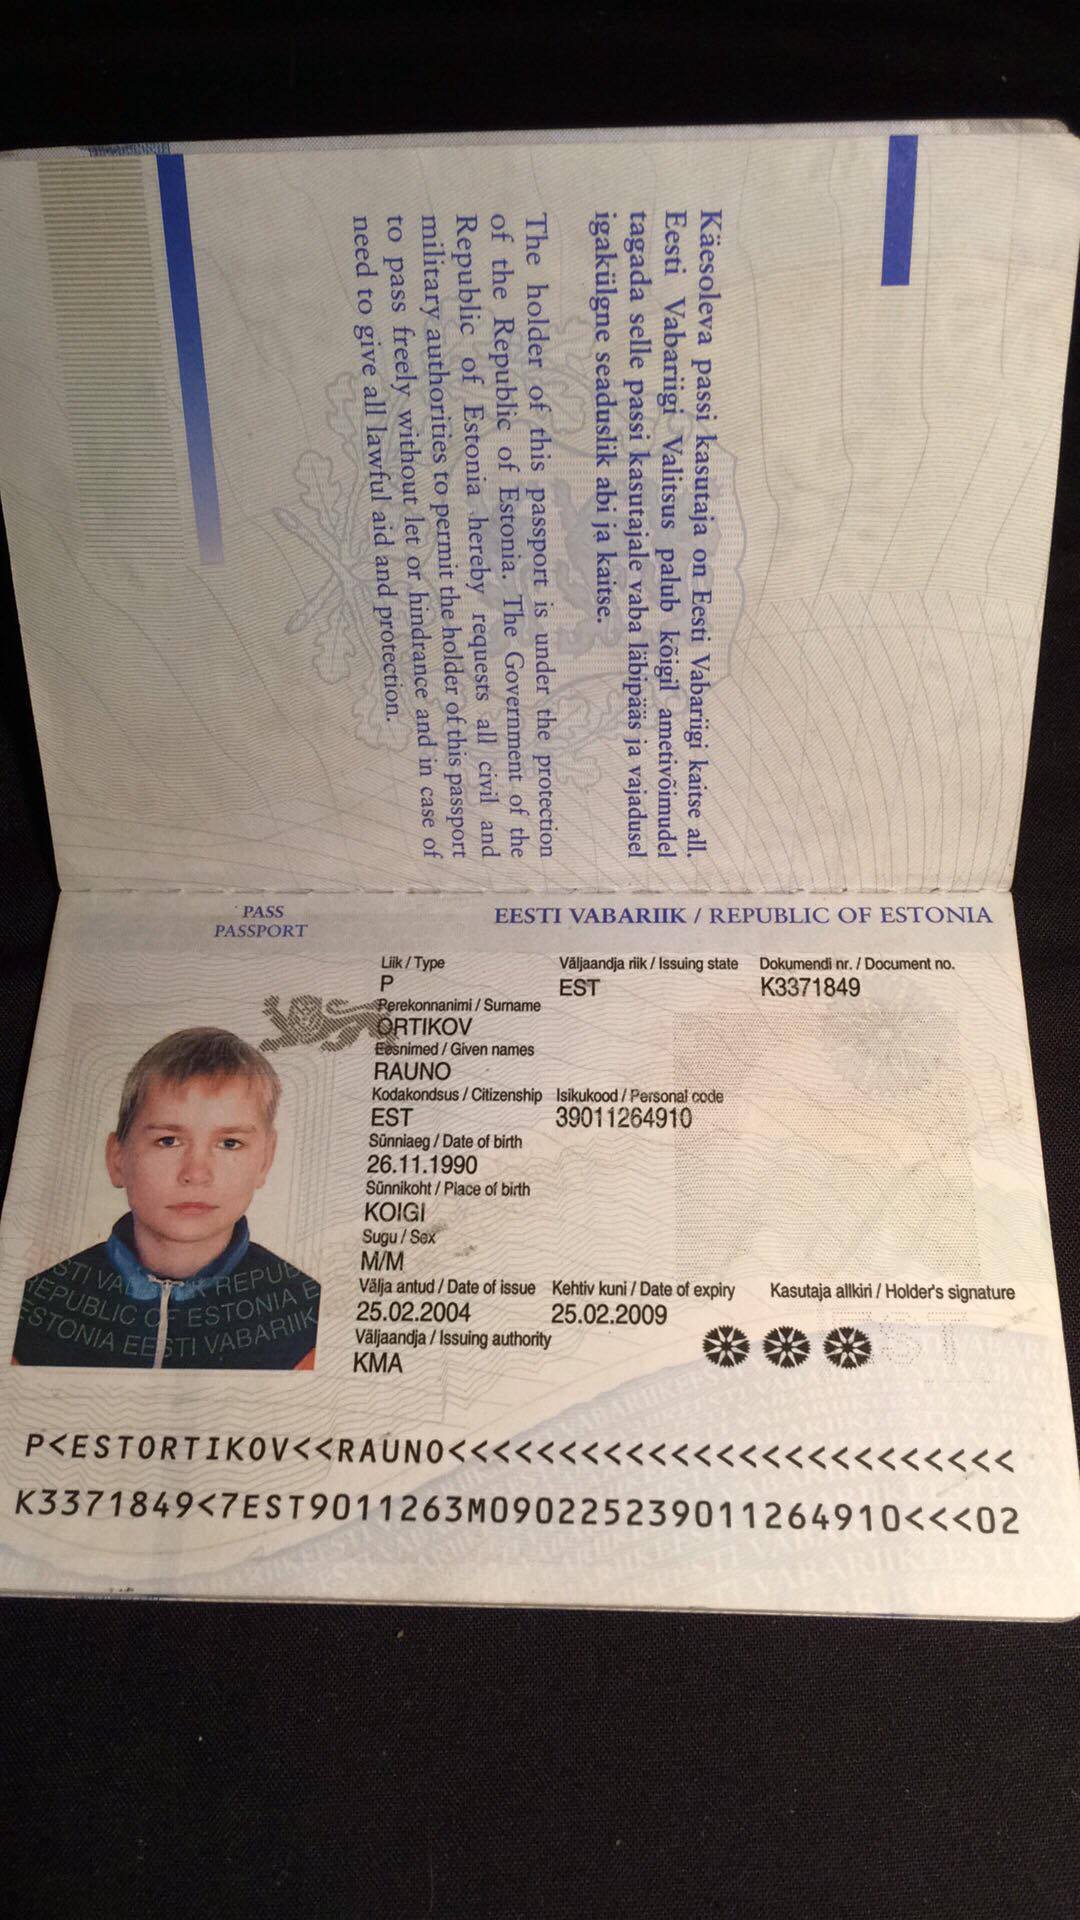 Käesoleva passi kasutaja on Eesti Vabariigi kaitse all.
Eesti Vabariigi Valitsus palub kõigil ametivõimudel
tagada selle passi kasutajale vaba läbipääs ja vajadusel
igakülgne seaduslik abi ja kaitse.
The holder of this passport is under the protection
of the Republic of Estonia. The Government of the
Republic of Estonia hereby requests all civil and
military authorities to permit the holder of this passport
to pass freely without let or hindrance and in case of
need to give all lawful aid and protection.
PASS
PASSPORT
EESTI VABARIIK / REPUBLIC OF ESTONIA
Liik / Type Väljaandja riik / Issuing state Dokumendi nr. / Document no.
P EST K3371849
Perekonnanimi / Surname
ORTIKOV
Eesnimed / Given names
RAUNO
Kodakondsus / Citizenship Isikukood / Personal code
EST 39011264910
Sünniaeg / Date of birth
26.11.1990
Sünnikoht / Place of birth
KOIGI
Sugu / Sex
M/M
Välja antud / Date of issue Kehtiv kuni / Date of expiry Kasutaja allkiri / Holder's signature
25.02.2004 25.02.2009
Väljaandja / Issuing authority
KMA
REPUBLIC OF ESTONIA
ESTONIA EESTI VABARIIK
P<ESTORTIKOV<<RAUNO<<<<<<<<<<<<<<<<<<<<<<<<<
K3371849<7EST9011263M090225239011264910<<<02